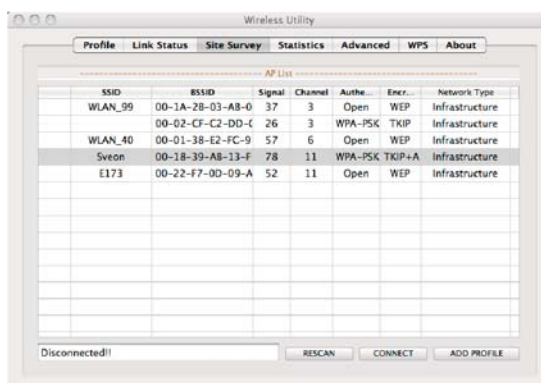 Wireless Utility
Profile Link Status Site Survey Statistics Advanced WPS About
AP List
SSID BSSID Signal Channel Authe... Encr... Network Type
WLAN_99 00-1A-2B-03-AB-0 37 3 Open WEP Infrastructure
00-02-CF-C2-DD-( 26 3 WPA-PSK TKIP Infrastructure
WLAN_40 00-01-38-E2-FC-9 57 6 Open WEP Infrastructure
Sveon 00-18-39-A8-13-F 78 11 WPA-PSK TKIP+A Infrastructure
E173 00-22-F7-0D-09-A 52 11 Open WEP Infrastructure
Disconnected!! RESCAN CONNECT ADD PROFILE